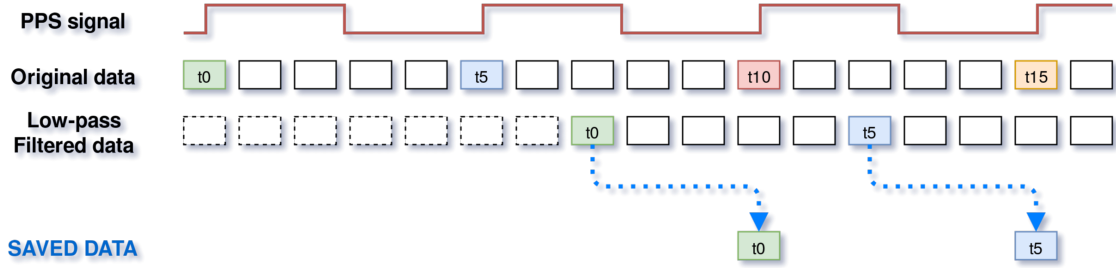 PPS signal
Original data
t0
t5
t10
t15
Low-pass
Filtered data
t0
t5
SAVED DATA
t0
t5